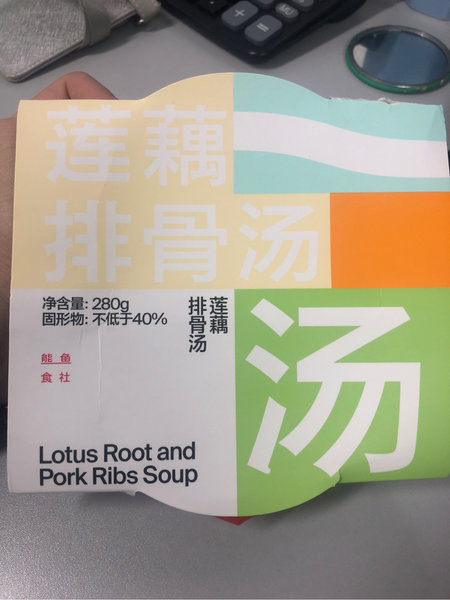 莲藕
排骨汤
净含量: 280g
固形物: 不低于40%
莲藕
排骨汤
熊鱼
食社
汤
Lotus Root and
Pork Ribs Soup
MU